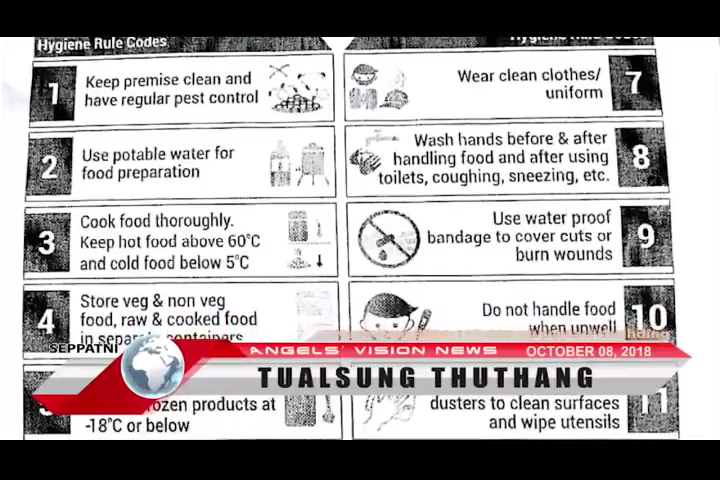 Hygiene Rule Codes
1
Keep premise clean and
have regular pest control
2
Use potable water for
food preparation
3
Cook food thoroughly.
Keep hot food above 60°C
and cold food below 5°C
4
Store veg & non veg
food, raw & cooked food
in separate containers
products at
-18°C or below
7
Wear clean clothes/
uniform
8
Wash hands before & after
handling food and after using
toilets, coughing, sneezing, etc.
9
Use water proof
bandage to cover cuts or
burn wounds
10
Do not handle food
when unwell
11
dusters to clean surfaces
and wipe utensils
SEPPATNI
ANGELS' VISION NEWS
OCTOBER 08, 2018
TUALSUNG THUTHANG